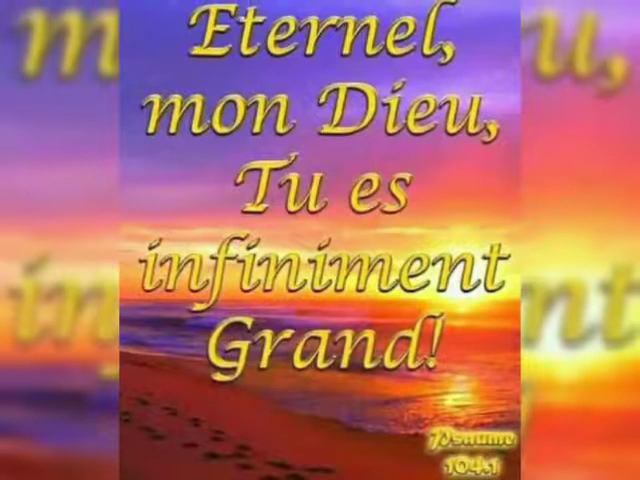 Eternel,
mon Dieu,
Tu es
infiniment
Grand!
Psaume
104.1